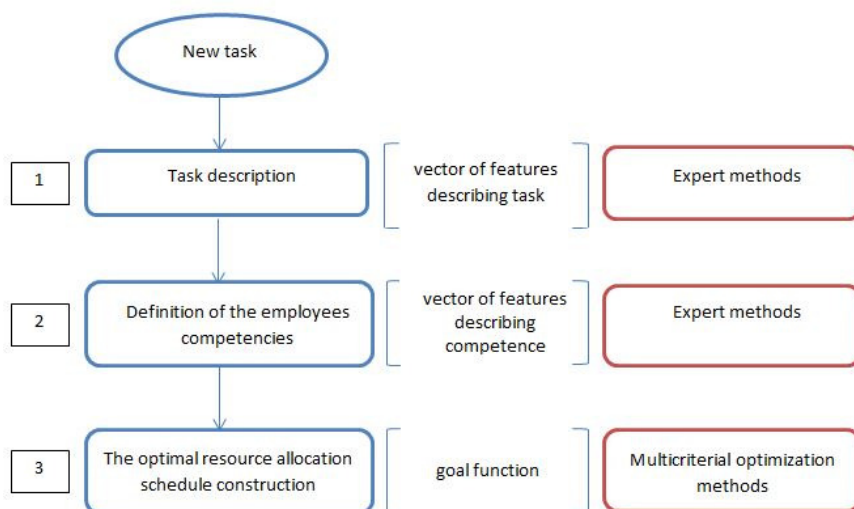 New task
1
Task description
vector of features
describing task
Expert methods
2
Definition of the employees
competencies
vector of features
describing
competence
Expert methods
3
The optimal resource allocation
schedule construction
goal function
Multicriterial optimization
methods